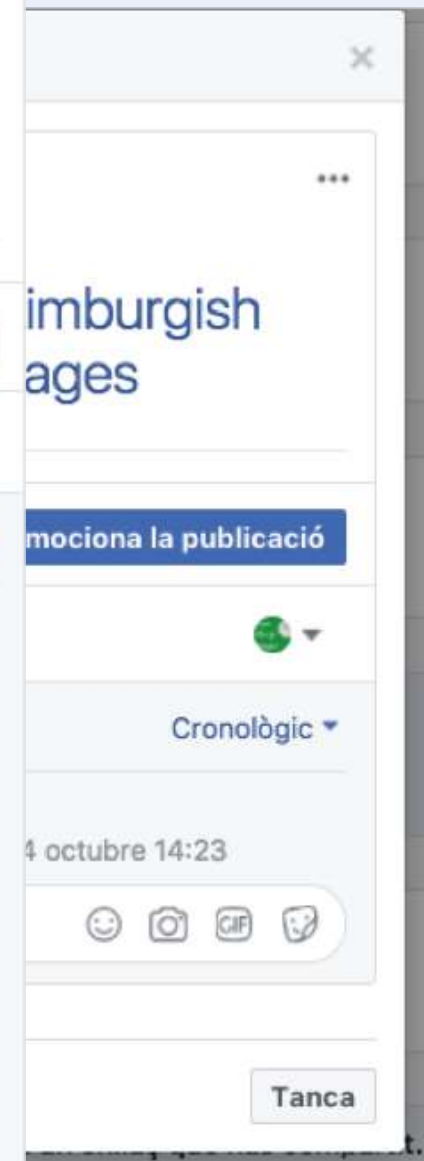 imburgish
ages
mociona la publicació
Cronològic
4 octubre 14:23
GIF
Tanca